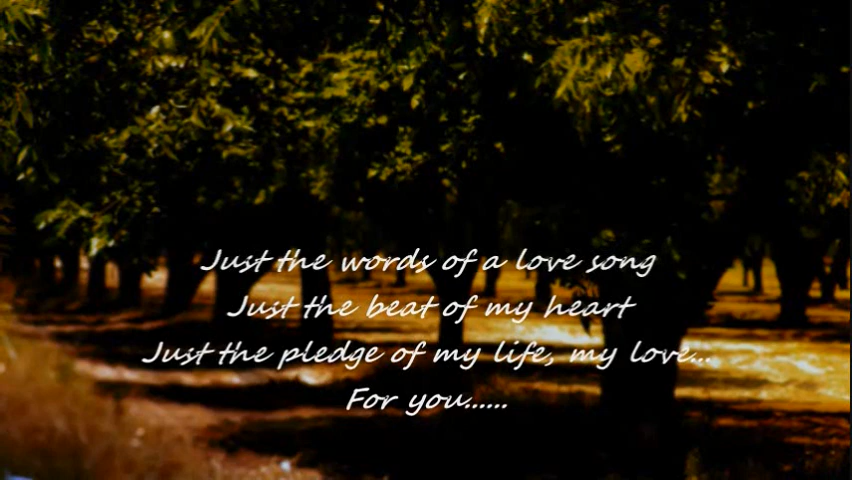 Just the words of a love song
Just the beat of my heart
Just the pledge of my life, my love...
For you......